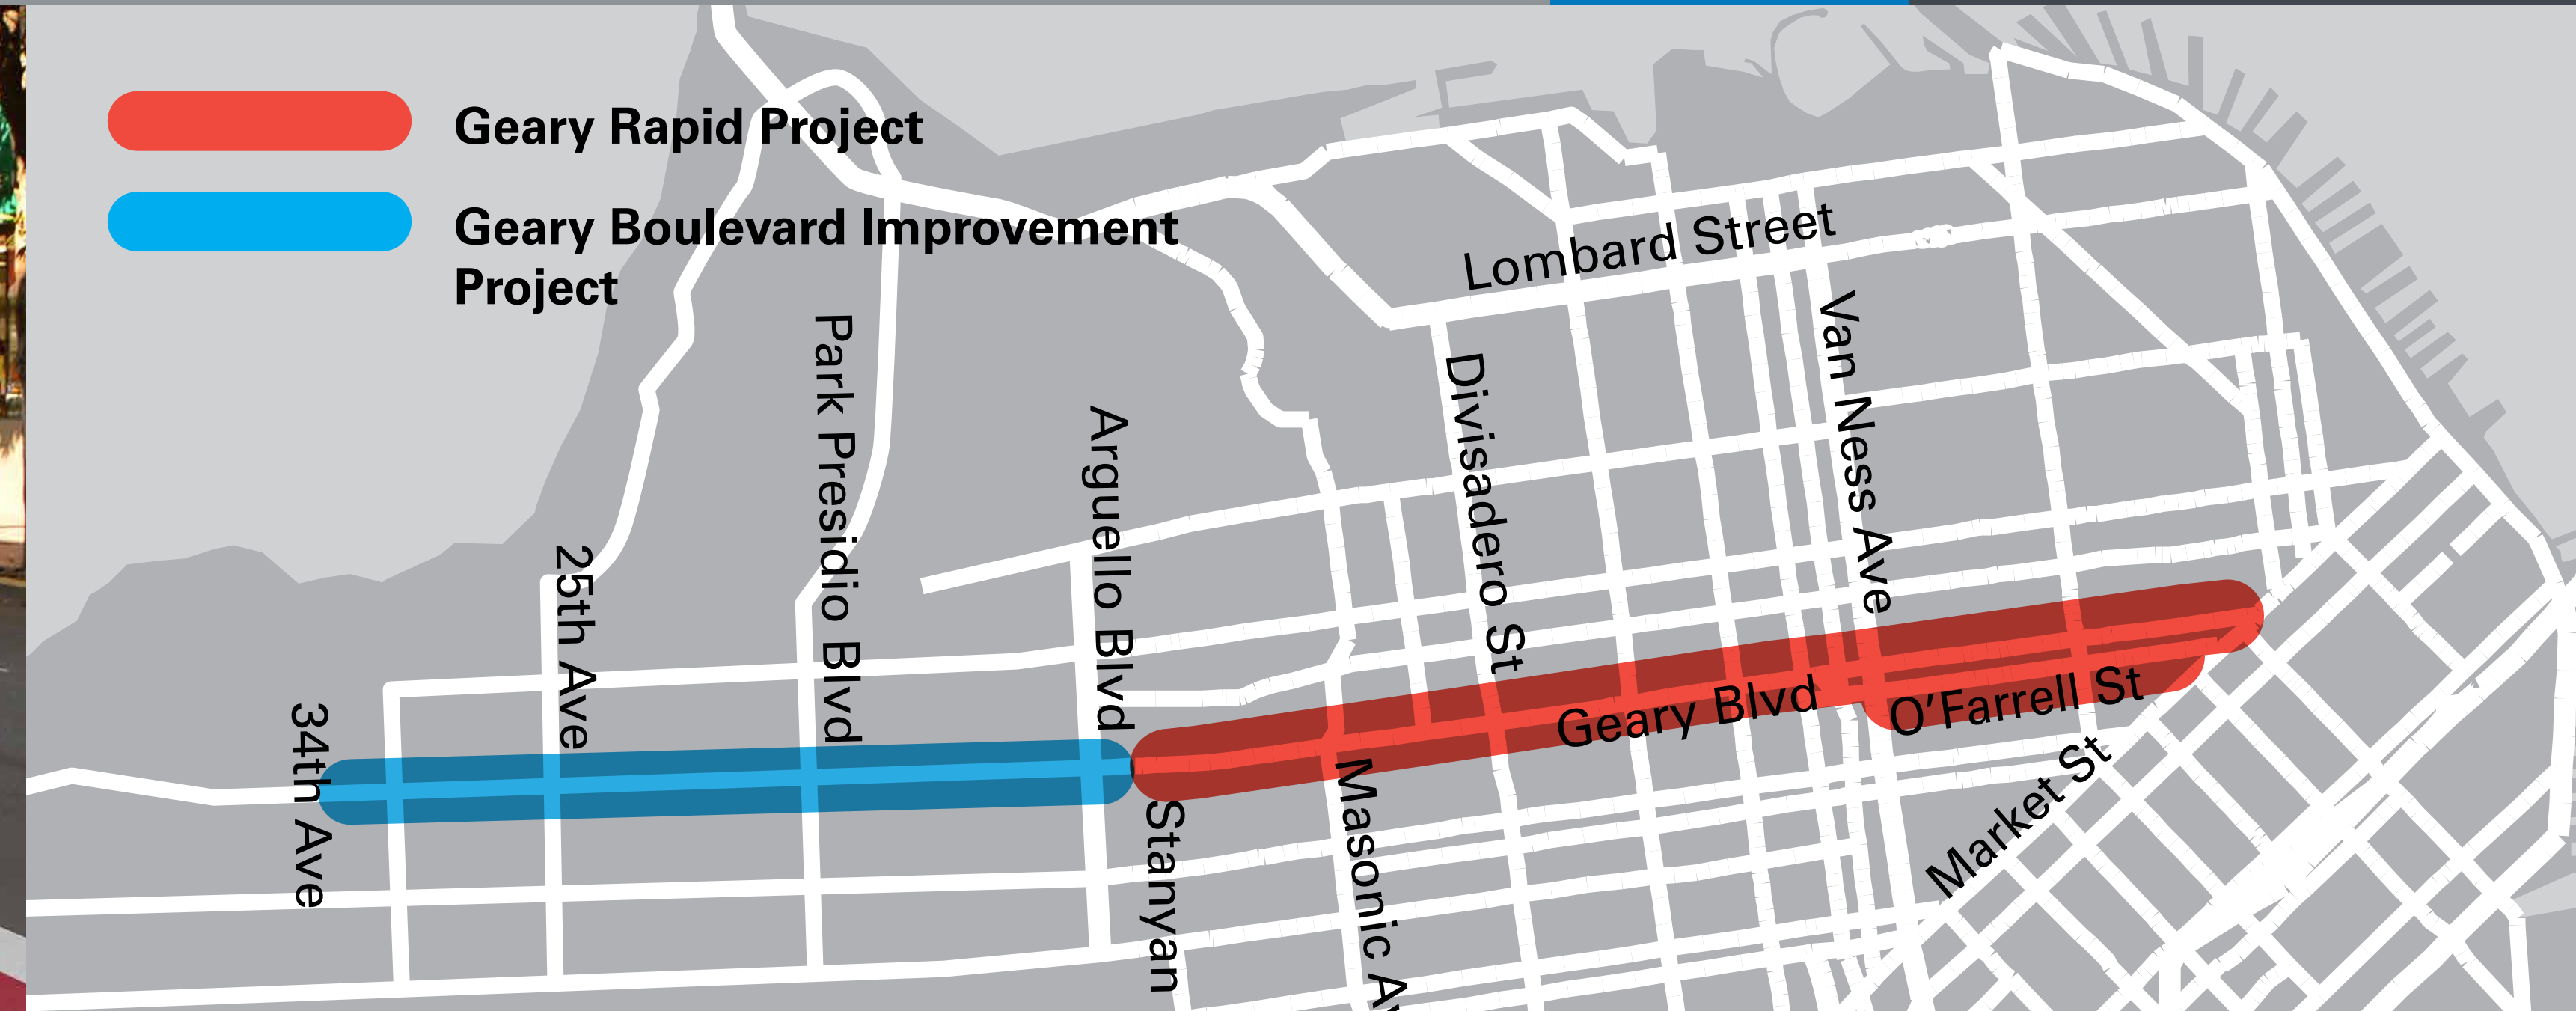 Geary Rapid Project
Geary Boulevard Improvement
Project
Lombard Street
Van Ness Ave
Park Presidio Blvd
Divisadero St
Arguello Blvd
25th Ave
34th Ave
Geary Blvd
O'Farrell St
Market St
Masonic Av
Stanyan